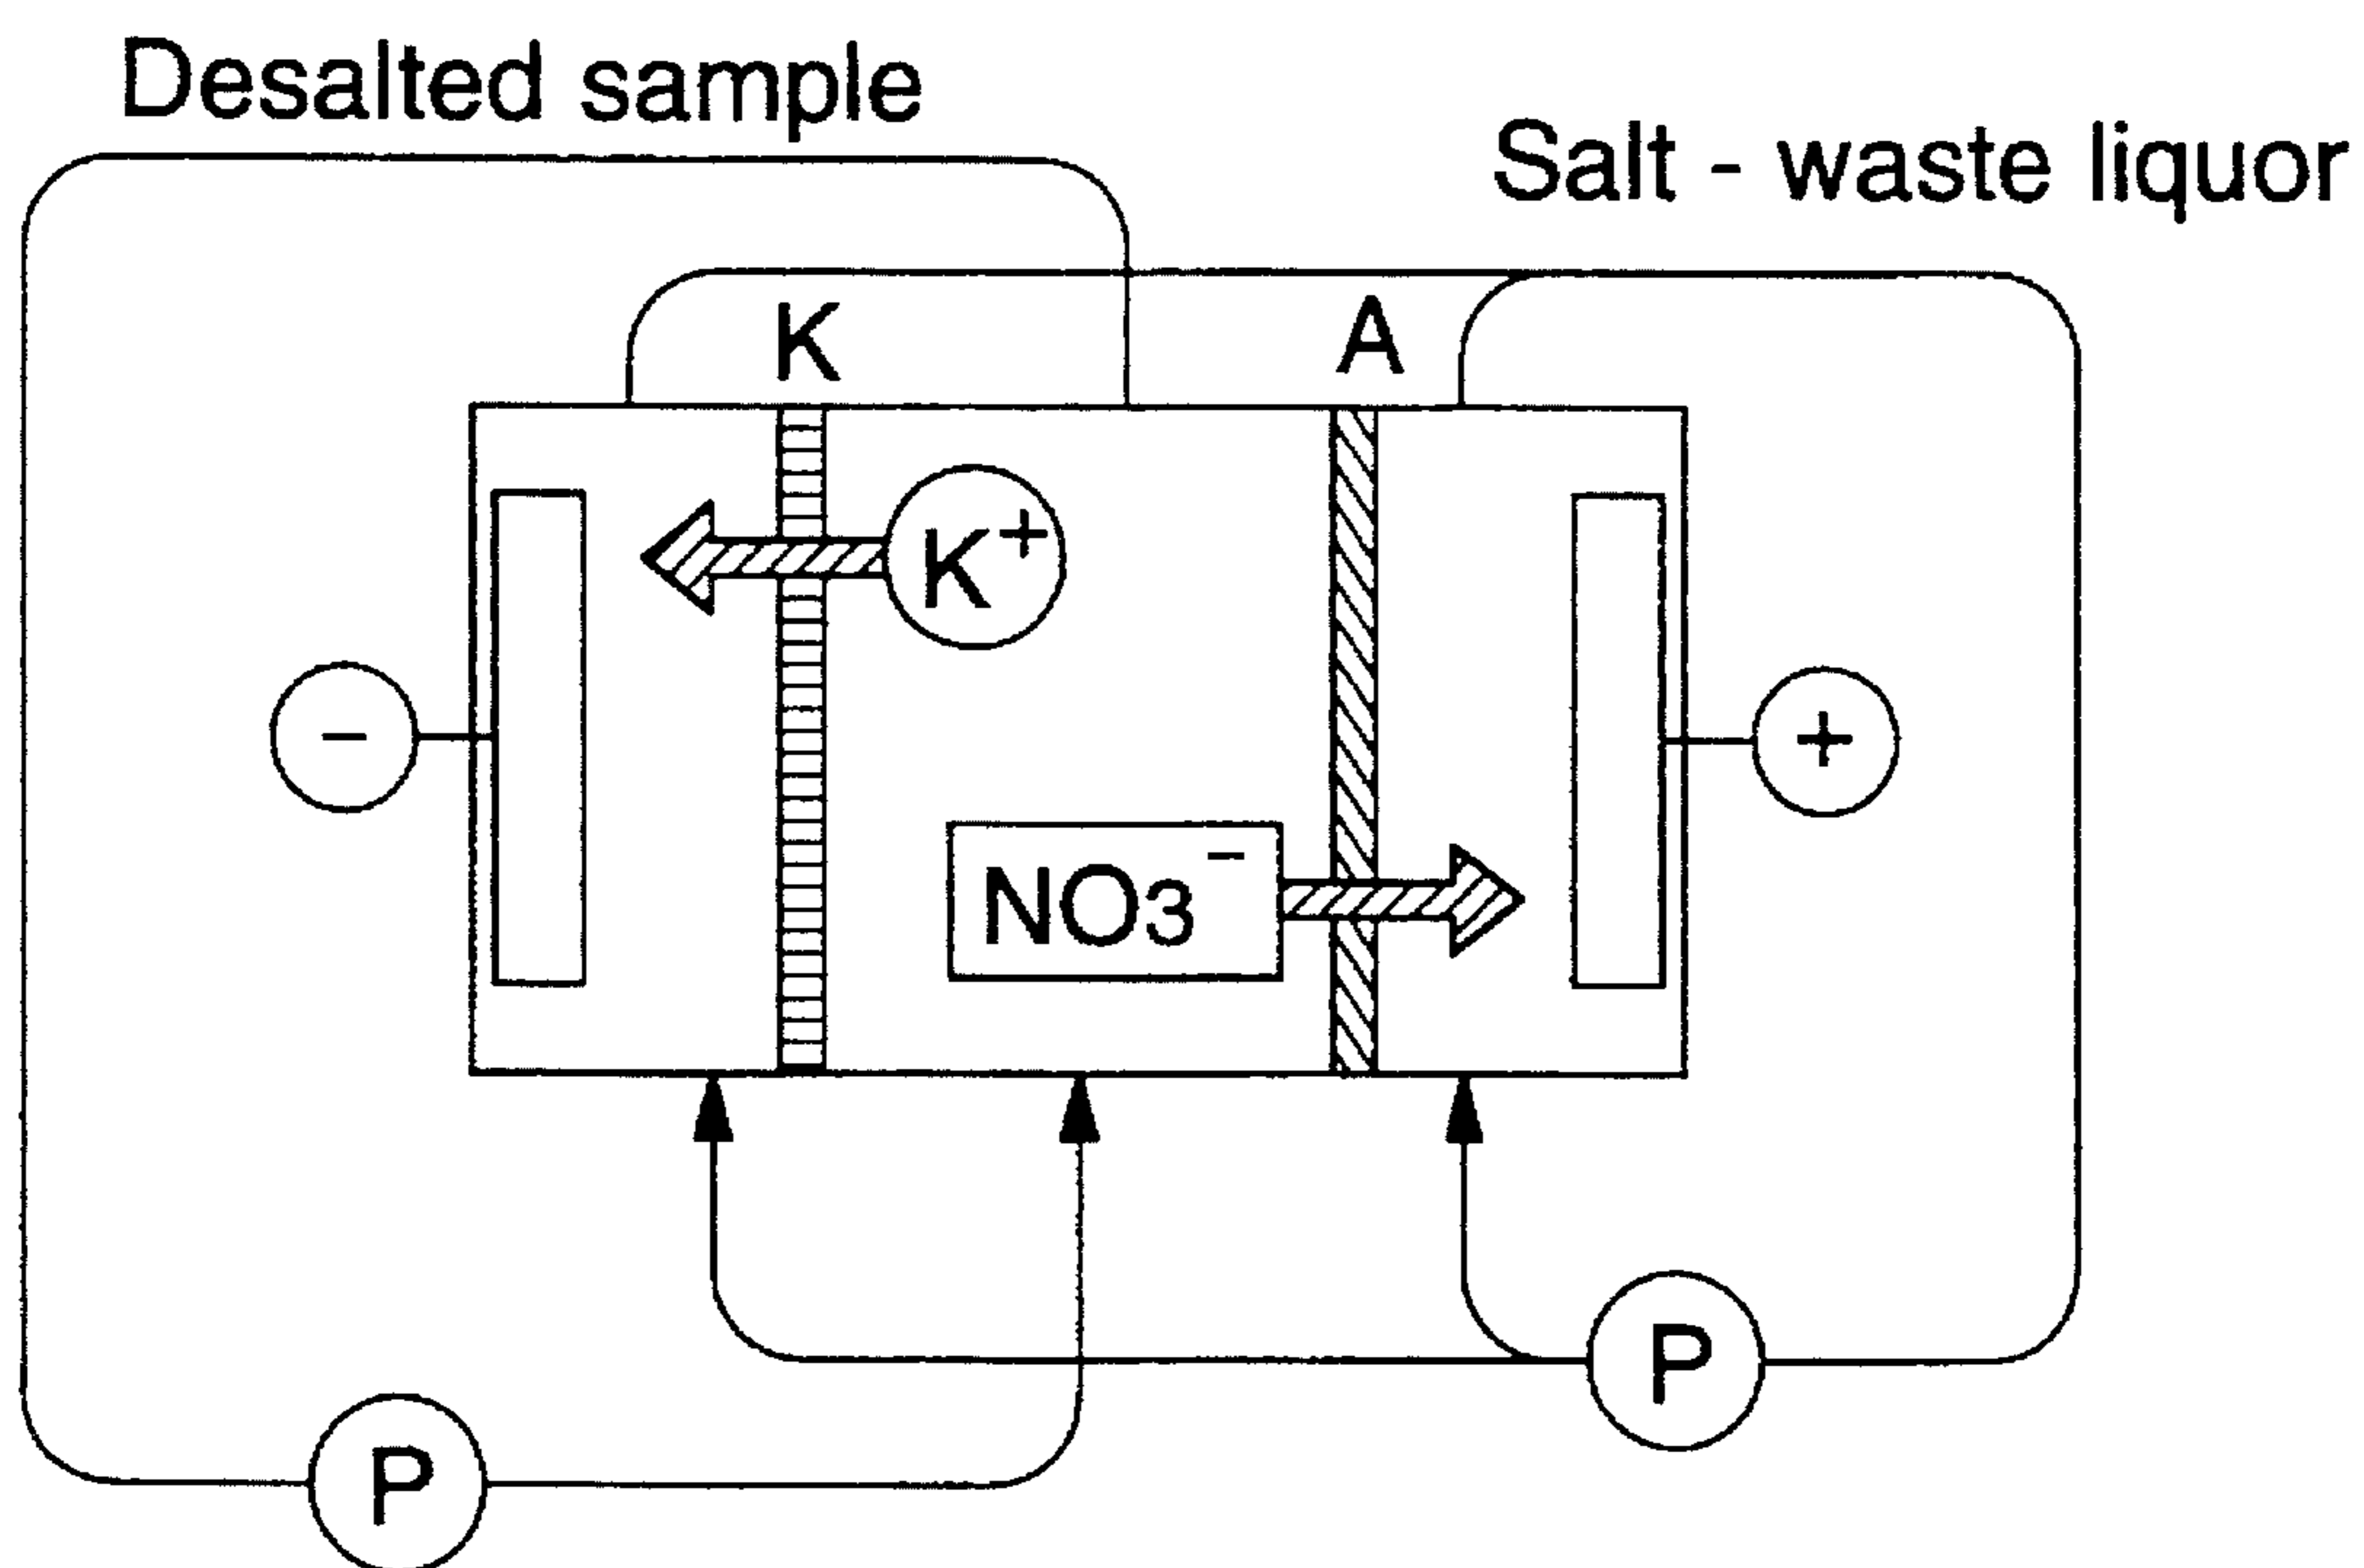 Desalted sample
Salt - waste liquor
K
A
K⁺
−
+
NO₃⁻
P
P